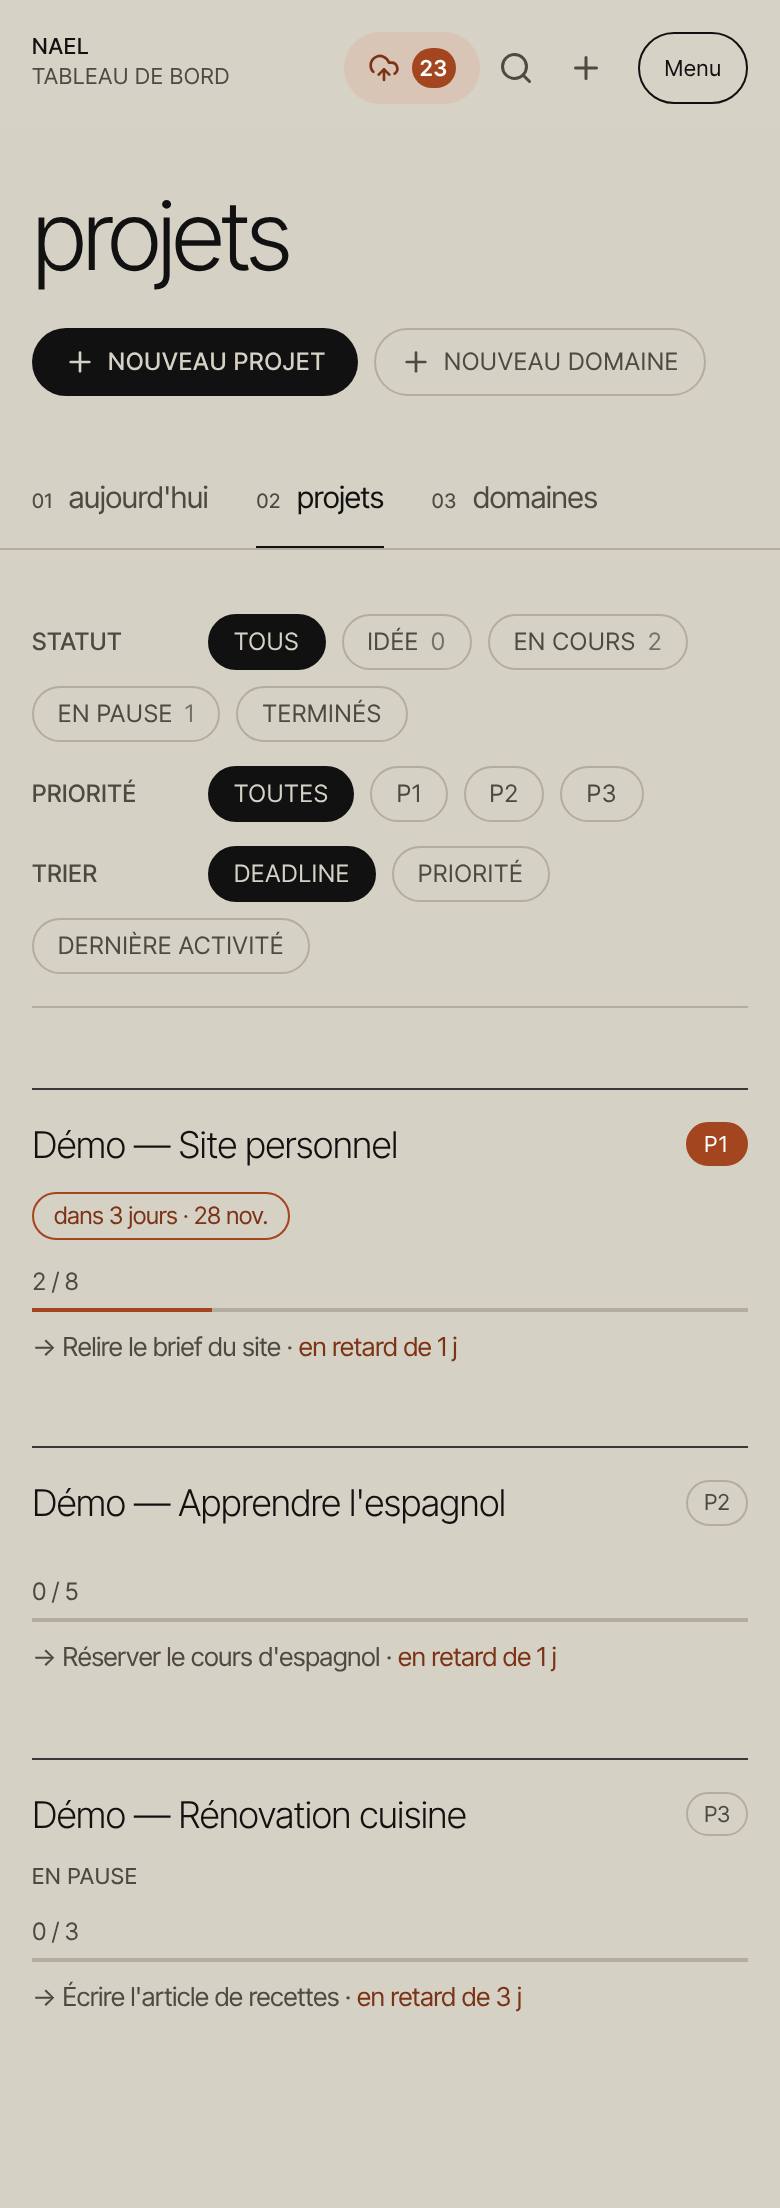 NAEL
TABLEAU DE BORD
23
Menu
projets
NOUVEAU PROJET
NOUVEAU DOMAINE
01 aujourd'hui
02 projets
03 domaines
STATUT TOUS IDÉE 0 EN COURS 2
EN PAUSE 1 TERMINÉS
PRIORITÉ TOUTES P1 P2 P3
TRIER DEADLINE PRIORITÉ
DERNIÈRE ACTIVITÉ
Démo — Site personnel P1
dans 3 jours · 28 nov.
2 / 8
→ Relire le brief du site · en retard de 1 j
Démo — Apprendre l'espagnol P2
0 / 5
→ Réserver le cours d'espagnol · en retard de 1 j
Démo — Rénovation cuisine P3
EN PAUSE
0 / 3
→ Écrire l'article de recettes · en retard de 3 j